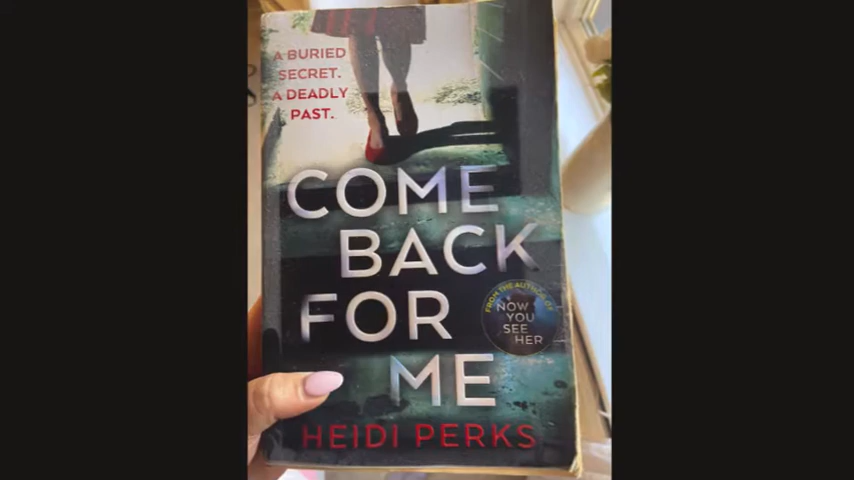 A BURIED
SECRET.
A DEADLY
PAST.
COME
BACK
FOR
ME
FROM THE AUTHOR OF
NOW
YOU
SEE
HER
HEIDI PERKS